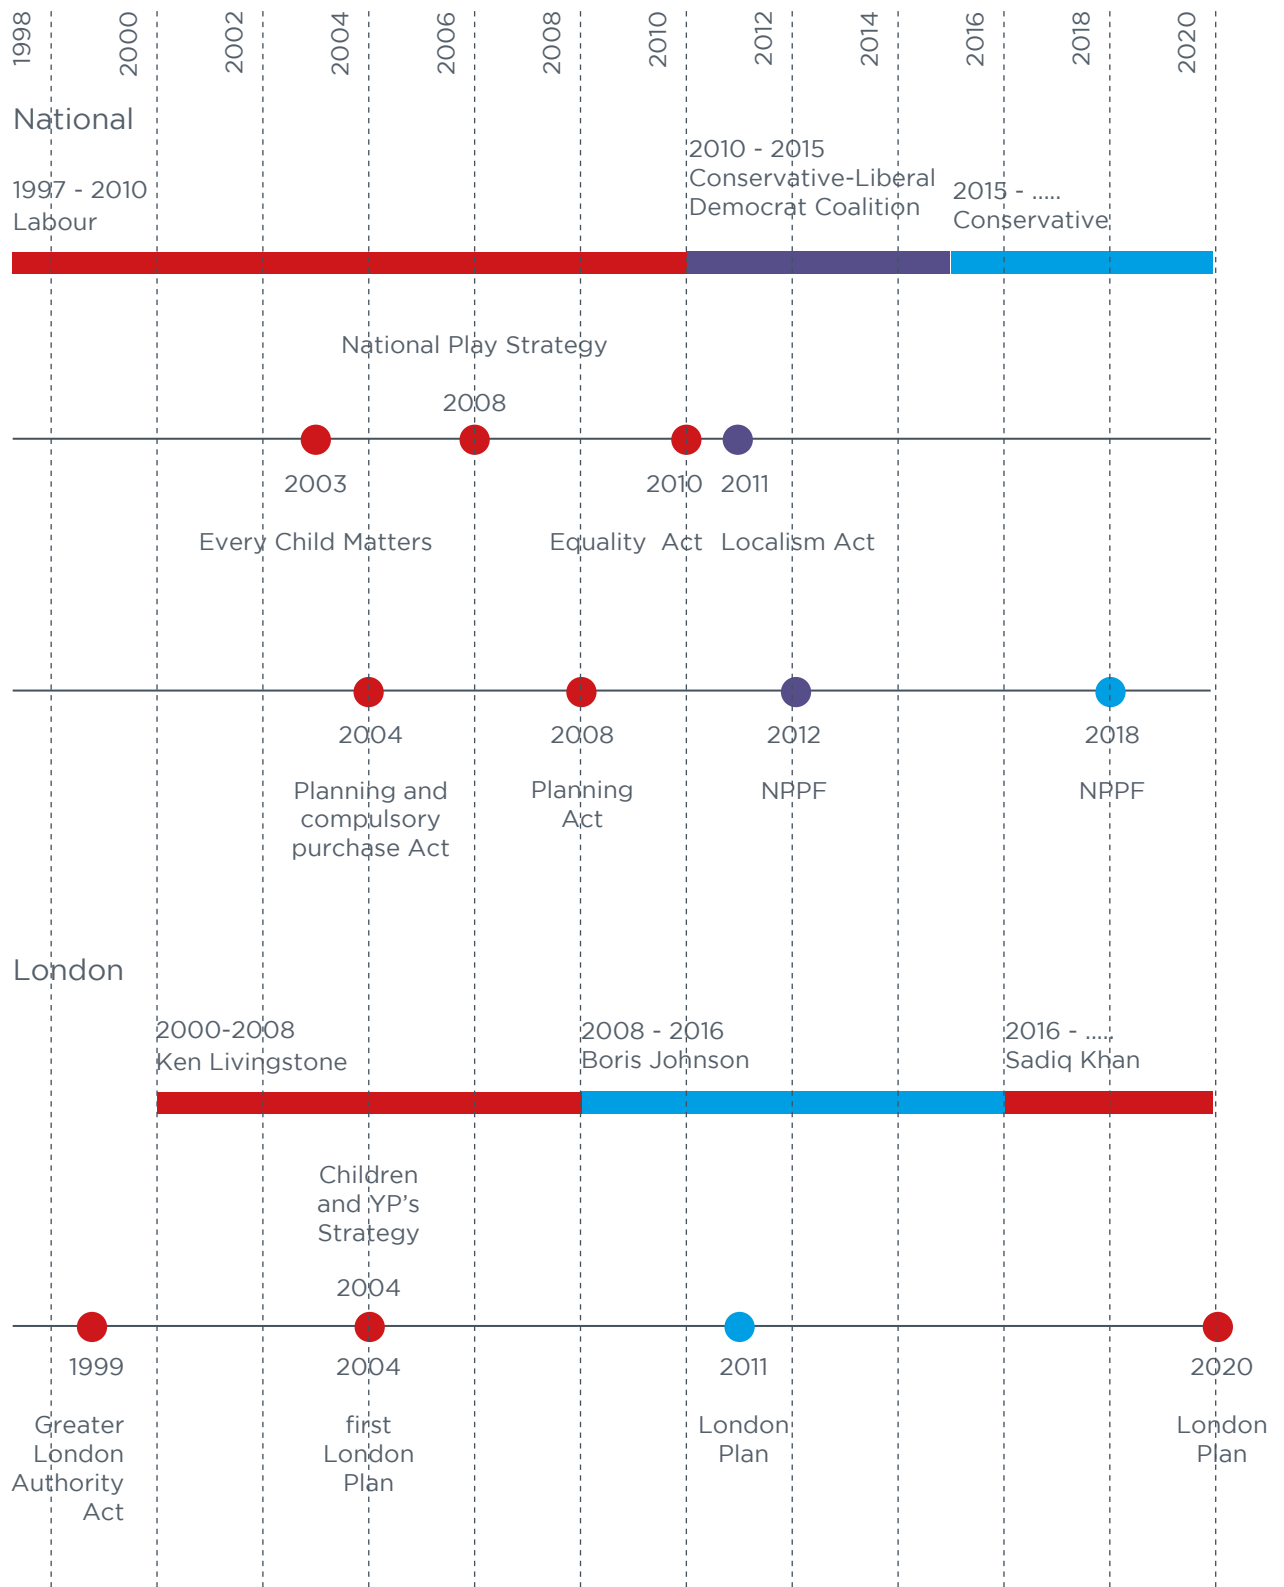 1998
2000
2002
2004
2006
2008
2010
2012
2014
2016
2018
2020
National
1997 - 2010
Labour
2010 - 2015
Conservative-Liberal
Democrat Coalition
2015 - .....
Conservative
National Play Strategy
2008
2003
2010
2011
Every Child Matters
Equality Act
Localism Act
2004
2008
2012
2018
Planning and
compulsory
purchase Act
Planning
Act
NPPF
NPPF
London
2000-2008
Ken Livingstone
2008 - 2016
Boris Johnson
2016 - .....
Sadiq Khan
Children
and YP’s
Strategy
2004
1999
2004
2011
2020
Greater
London
Authority
Act
first
London
Plan
London
Plan
London
Plan